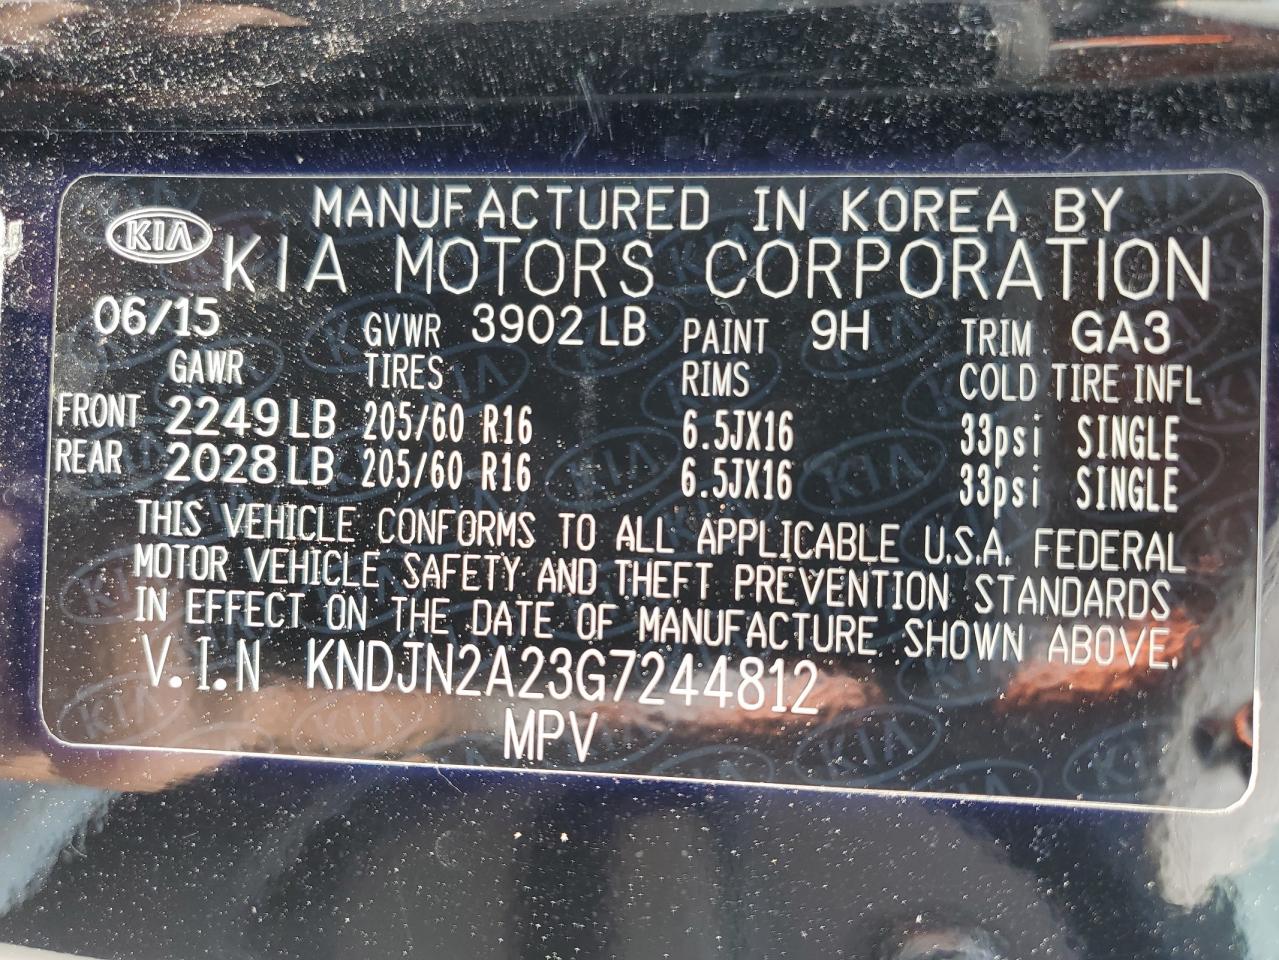 MANUFACTURED IN KOREA BY
KIA KIA MOTORS CORPORATION
06/15 GVWR 3902 LB PAINT 9H TRIM GA3
GAWR TIRES RIMS COLD TIRE INFL
FRONT 2249 LB 205/60 R16 6.5JX16 33psi SINGLE
REAR 2028 LB 205/60 R16 6.5JX16 33psi SINGLE
THIS VEHICLE CONFORMS TO ALL APPLICABLE U.S.A. FEDERAL
MOTOR VEHICLE SAFETY AND THEFT PREVENTION STANDARDS
IN EFFECT ON THE DATE OF MANUFACTURE SHOWN ABOVE.
V.I.N KNDJN2A23G7244812
MPV